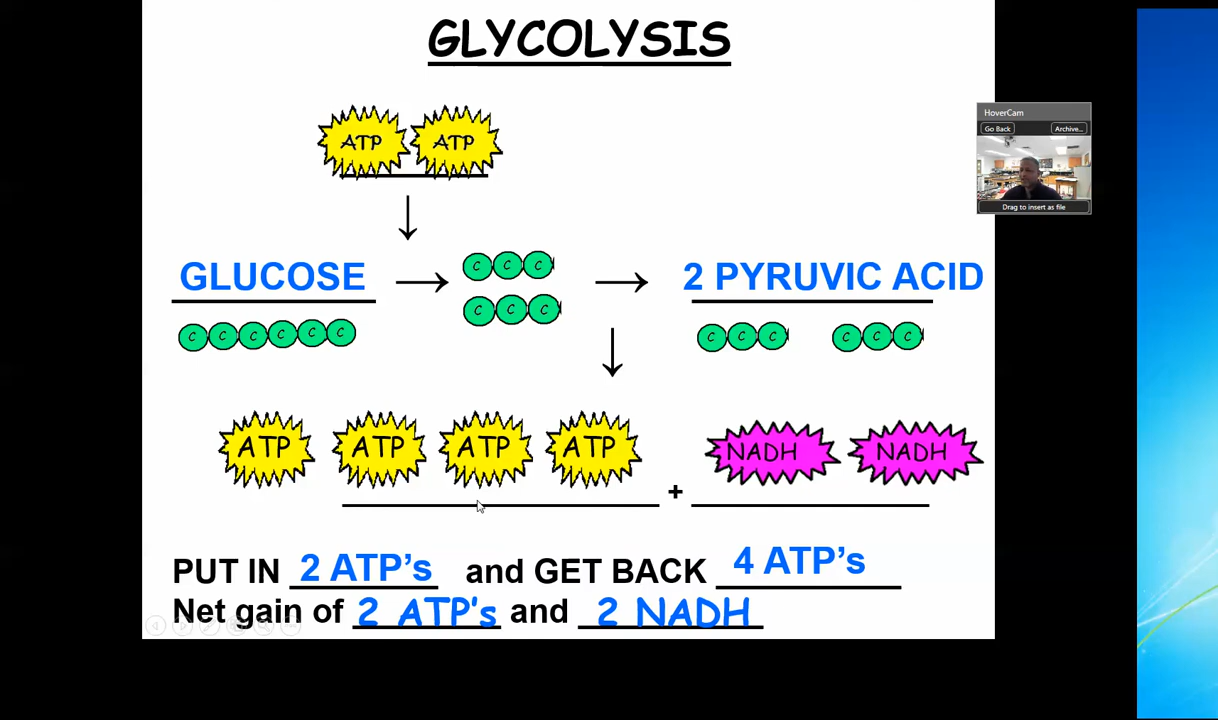 GLYCOLYSIS
ATP ATP
HoverCam
Go Back Archive...
Drag to insert as file
GLUCOSE
C C C
C C C
2 PYRUVIC ACID
C C C C C C
C C C C C C
ATP ATP ATP ATP + NADH NADH
PUT IN 2 ATP's and GET BACK 4 ATP's
Net gain of 2 ATP's and 2 NADH